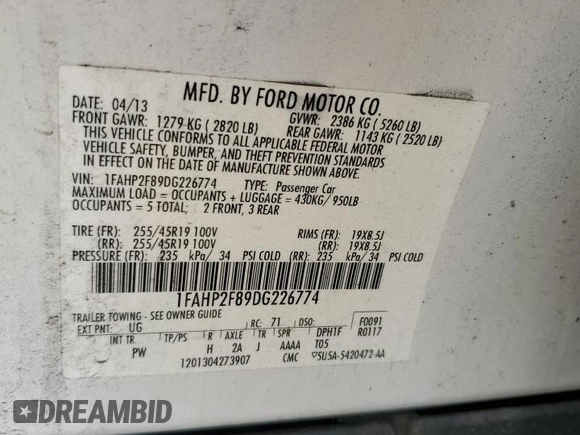 MFD. BY FORD MOTOR CO.
DATE: 04/13
GVWR: 2386 KG ( 5260 LB)
FRONT GAWR: 1279 KG ( 2820 LB)
REAR GAWR: 1143 KG ( 2520 LB)
THIS VEHICLE CONFORMS TO ALL APPLICABLE FEDERAL MOTOR
VEHICLE SAFETY, BUMPER, AND THEFT PREVENTION STANDARDS
IN EFFECT ON THE DATE OF MANUFACTURE SHOWN ABOVE.
VIN: 1FAHP2F89DG226774 TYPE: Passenger Car
MAXIMUM LOAD = OCCUPANTS + LUGGAGE = 430KG/ 950LB
OCCUPANTS = 5 TOTAL; 2 FRONT, 3 REAR
TIRE (FR): 255/45R19 100V RIMS (FR): 19X8.5J
(RR): 255/45R19 100V (RR): 19X8.5J
PRESSURE (FR): 235 kPa/ 34 PSI COLD (RR): 235 kPa/ 34 PSI COLD
1FAHP2F89DG226774
TRAILER TOWING - SEE OWNER GUIDE
EXT PNT: UG RC: 71 DSO: F0091
INT TR TP/PS R AXLE TR SPR DPHTF R0117
PW H 2A J AAAA T05
1201304273907 CMC ▽5U5A-5420472-AA
DREAMBID
#1 AUCTION FROM USA